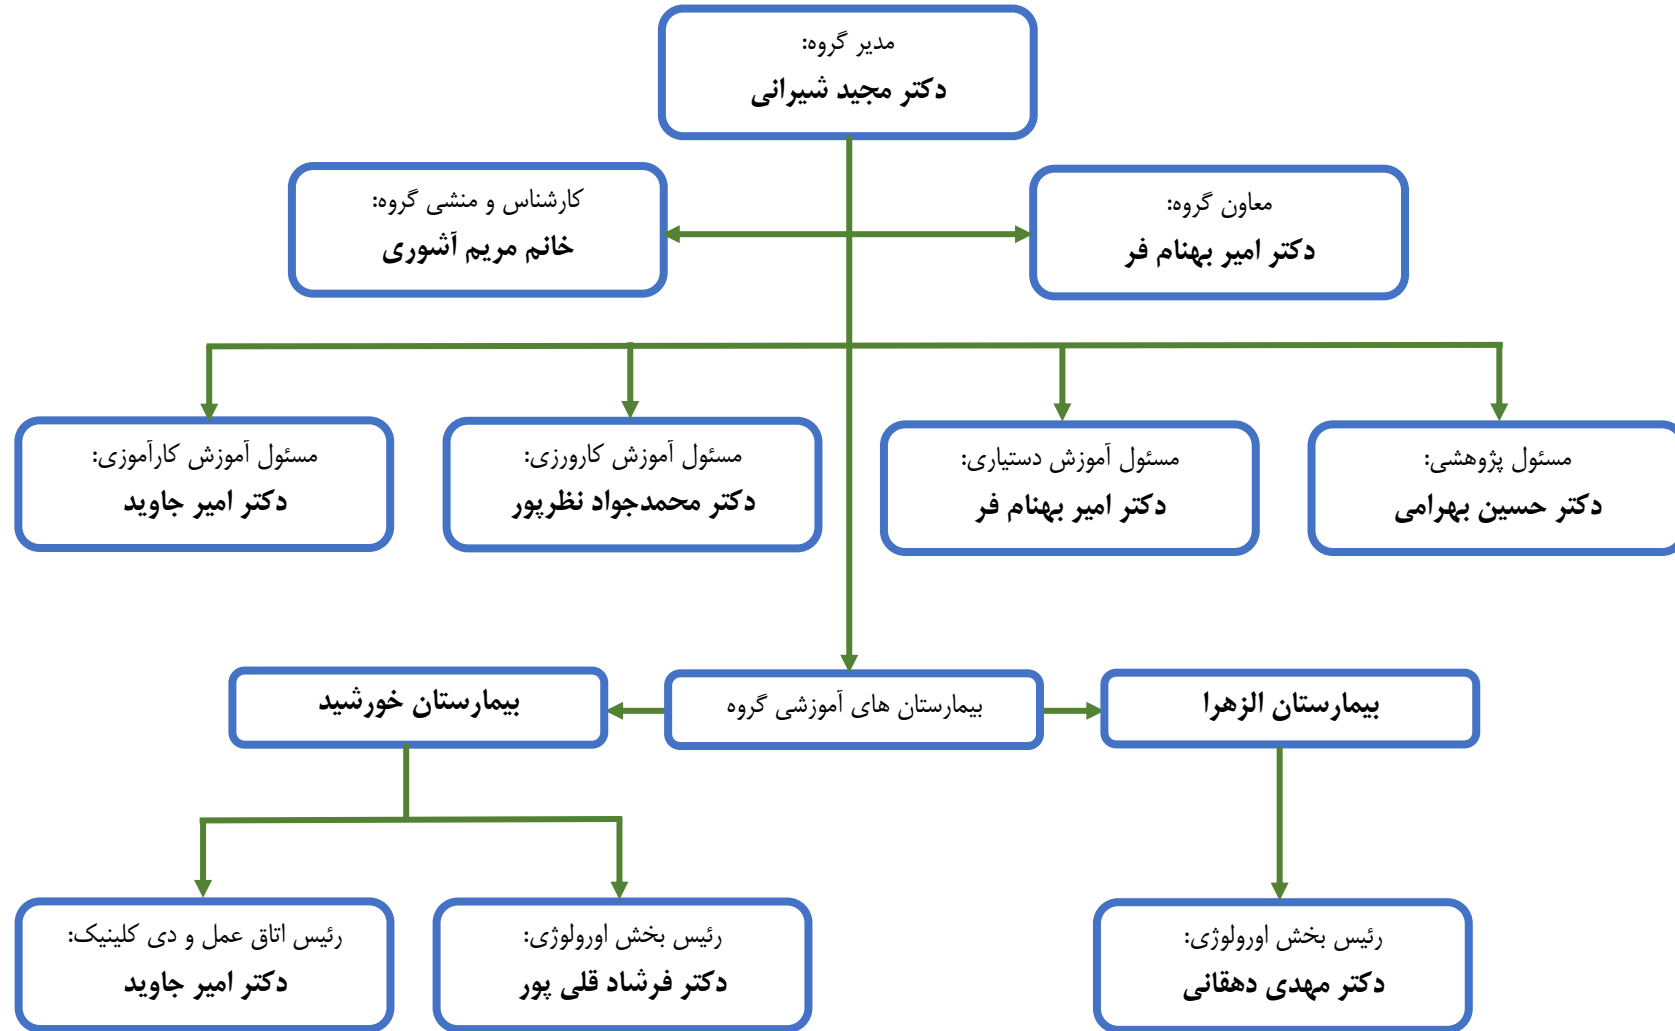 مدیر گروه:
دکتر مجید شیرانی
معاون گروه:
دکتر امیر بهنام فر
کارشناس و منشی گروه:
خانم مریم آشوری
مسئول پژوهشی:
دکتر حسین بهرامی
مسئول آموزش دستیاری:
دکتر امیر بهنام فر
مسئول آموزش کارورزی:
دکتر محمدجواد نظرپور
مسئول آموزش کارآموزی:
دکتر امیر جاوید
بیمارستان الزهرا
بیمارستان های آموزشی گروه
بیمارستان خورشید
رئیس بخش اورولوژی:
دکتر مهدی دهقانی
رئیس بخش اورولوژی:
دکتر فرشاد قلی پور
رئیس اتاق عمل و دی کلینیک:
دکتر امیر جاوید